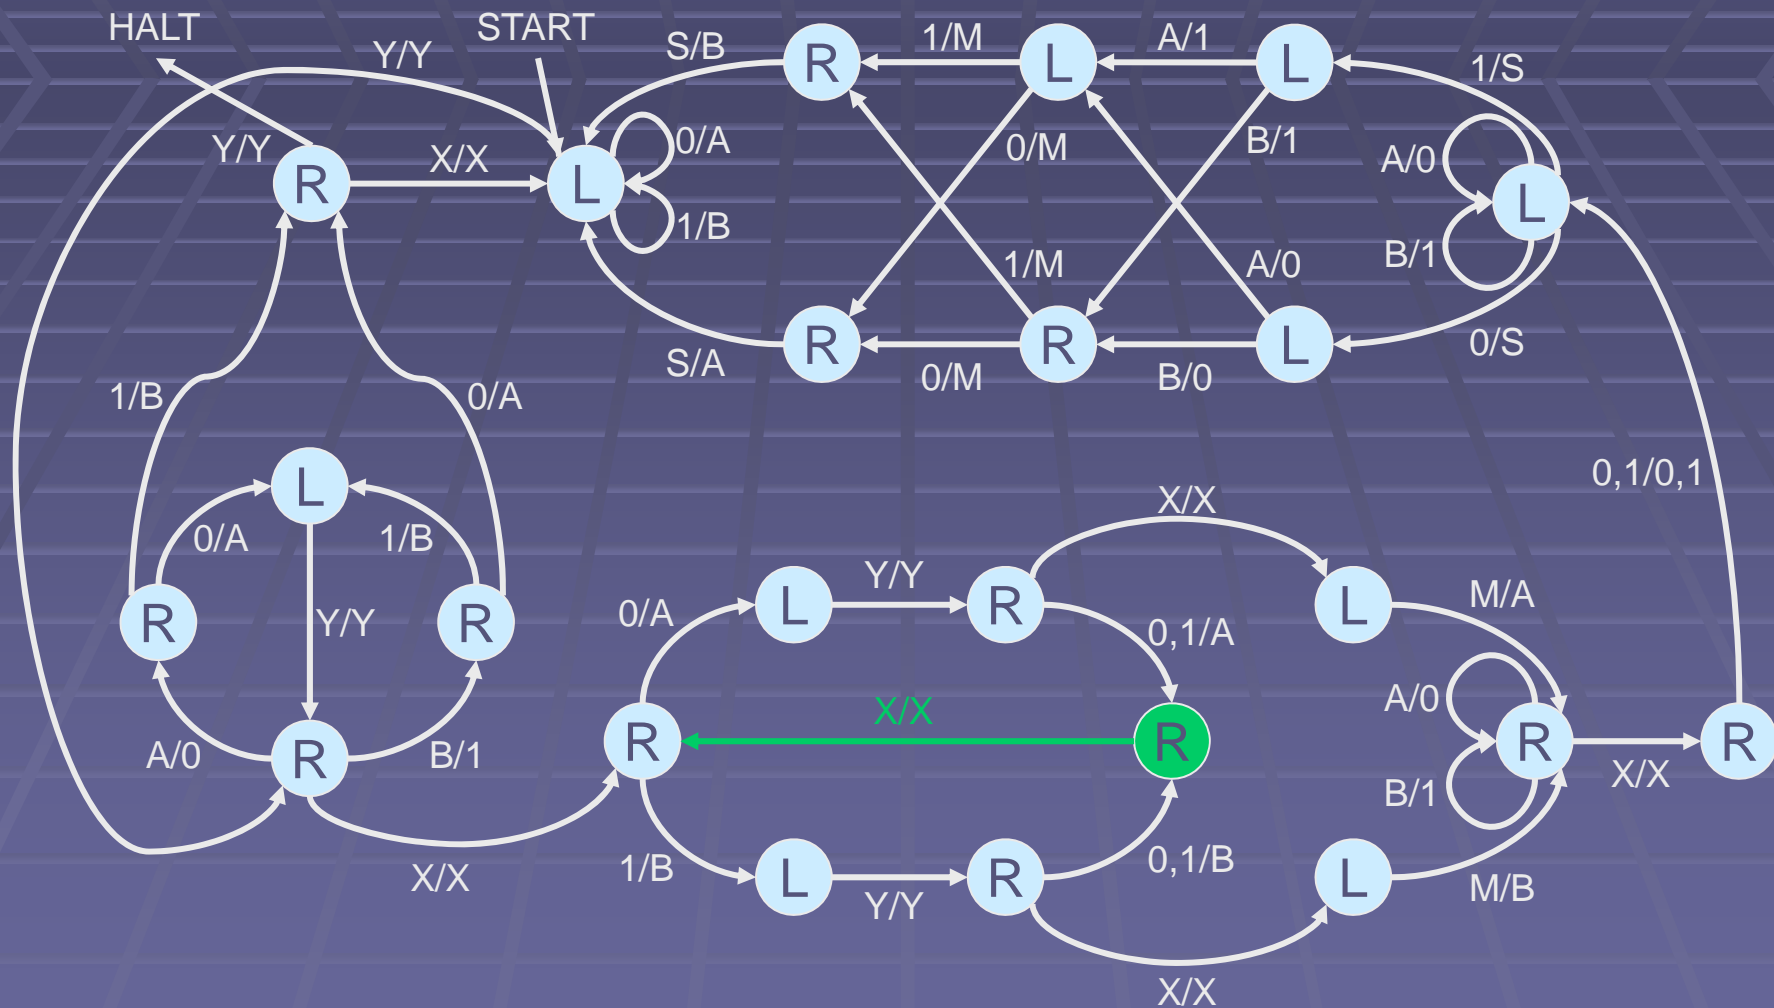 HALT
START
Y/Y
S/B
R
1/M
L
A/1
L
1/S
Y/Y
R
X/X
L
0/A
1/B
0/M
B/1
A/0
L
B/1
1/M
A/0
S/A
R
0/M
R
B/0
L
0/S
1/B
0/A
0,1/0,1
L
0/A
1/B
X/X
R
Y/Y
R
0/A
L
Y/Y
R
0,1/A
L
M/A
A/0
R
B/1
R
X/X
R
A/0
R
B/1
X/X
R
X/X
1/B
L
Y/Y
R
0,1/B
L
M/B
X/X